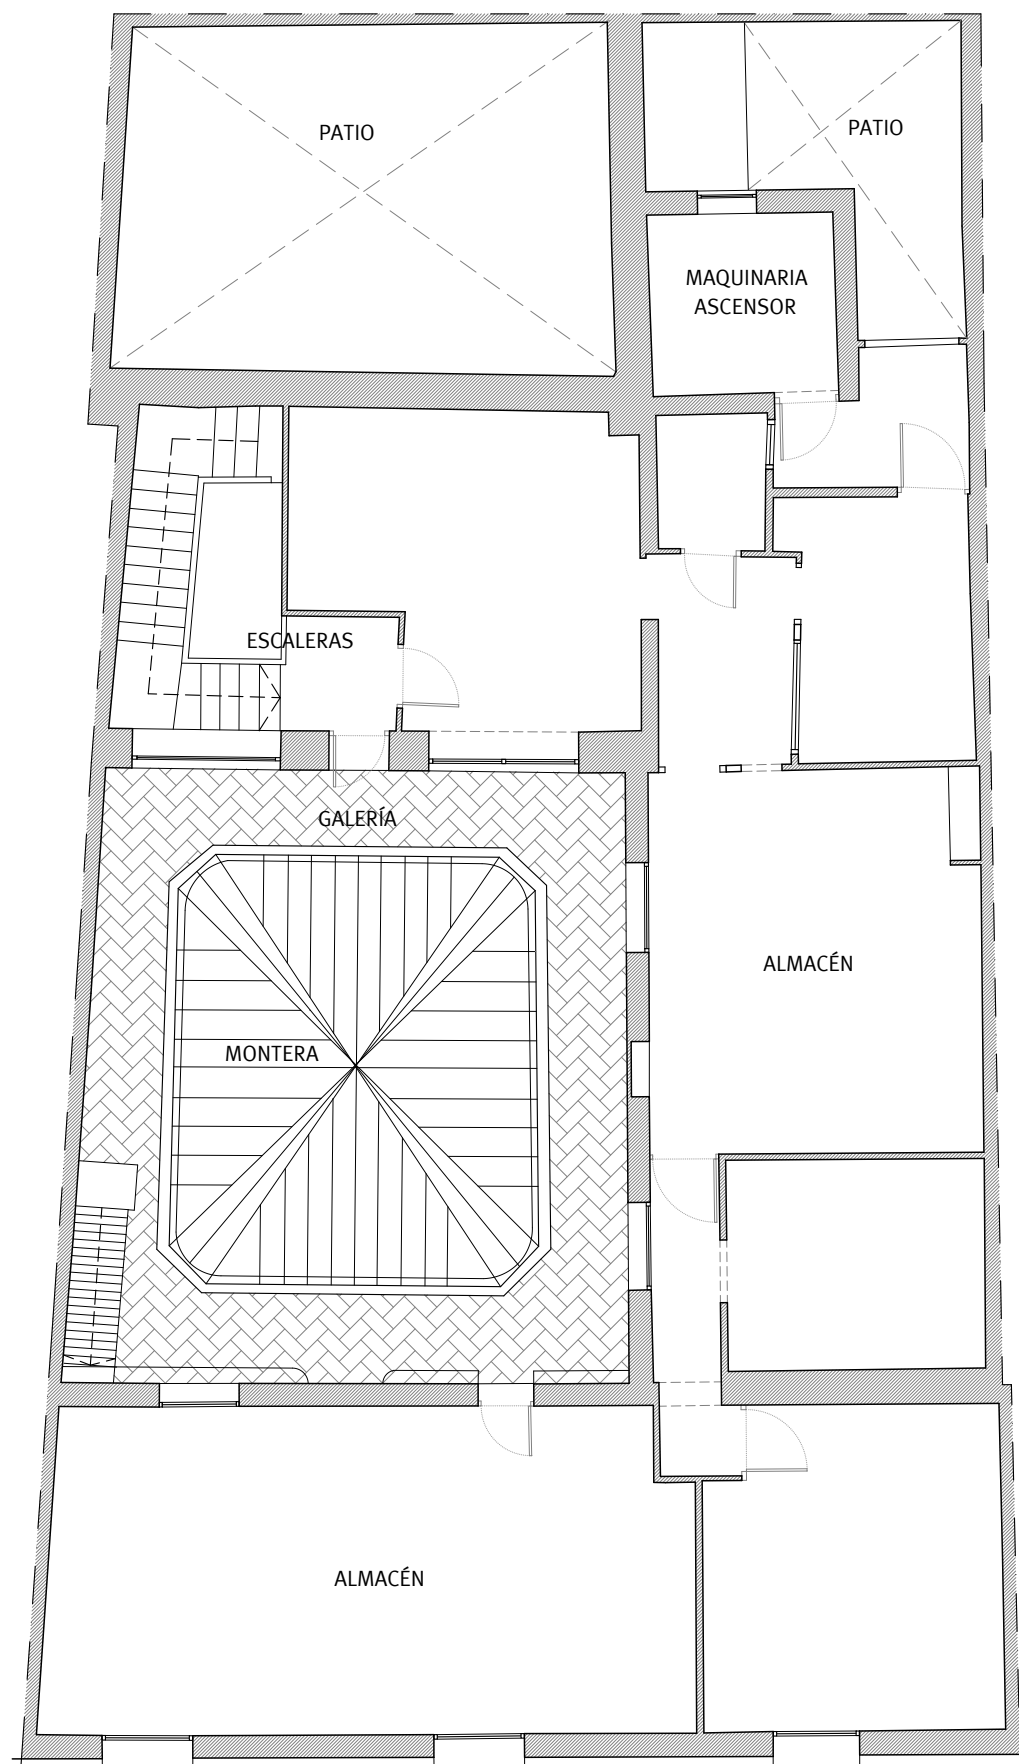 PATIO
PATIO
MAQUINARIA
ASCENSOR
ESCALERAS
GALERÍA
ALMACÉN
MONTERA
ALMACÉN